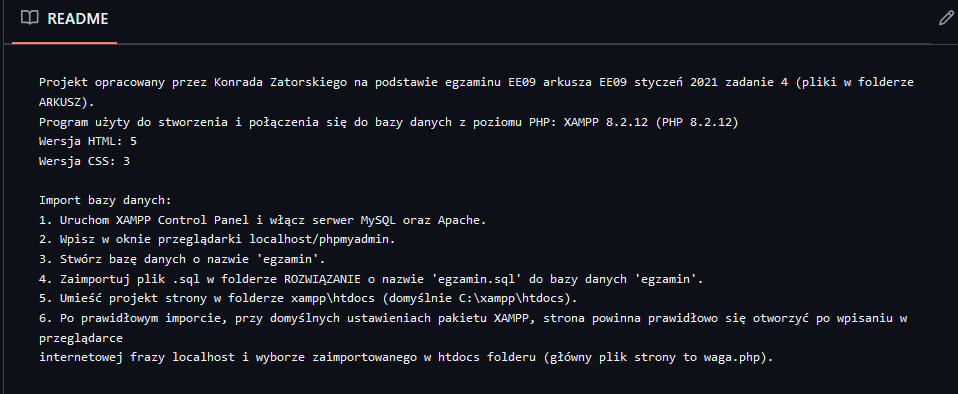 README
Projekt opracowany przez Konrada Zatorskiego na podstawie egzaminu EE09 arkusza EE09 styczeń 2021 zadanie 4 (pliki w folderze
ARKUSZ).
Program użyty do stworzenia i połączenia się do bazy danych z poziomu PHP: XAMPP 8.2.12 (PHP 8.2.12)
Wersja HTML: 5
Wersja CSS: 3
Import bazy danych:
1. Uruchom XAMPP Control Panel i włącz serwer MySQL oraz Apache.
2. Wpisz w oknie przeglądarki localhost/phpmyadmin.
3. Stwórz bazę danych o nazwie 'egzamin'.
4. Zaimportuj plik .sql w folderze ROZWIĄZANIE o nazwie 'egzamin.sql' do bazy danych 'egzamin'.
5. Umieść projekt strony w folderze xampp\htdocs (domyślnie C:\xampp\htdocs).
6. Po prawidłowym imporcie, przy domyślnych ustawieniach pakietu XAMPP, strona powinna prawidłowo się otworzyć po wpisaniu w
przeglądarce
internetowej frazy localhost i wyborze zaimportowanego w htdocs folderu (główny plik strony to waga.php).